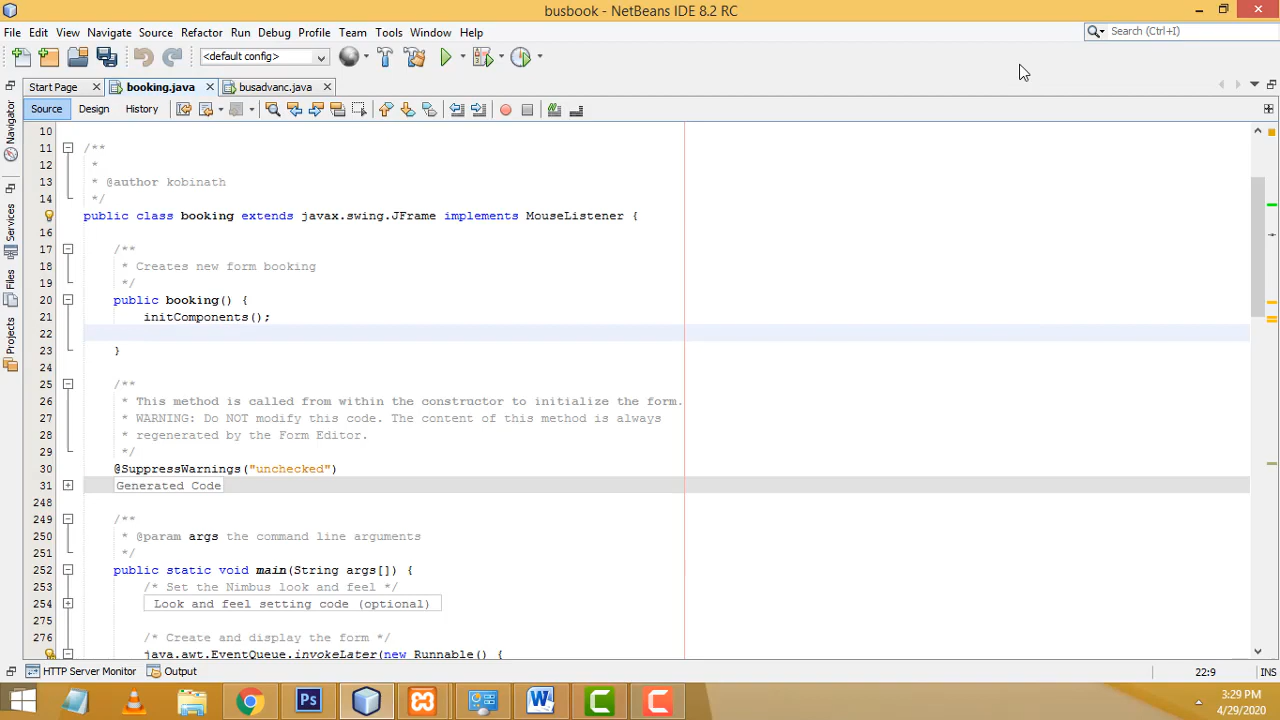 busbook - NetBeans IDE 8.2 RC
File Edit View Navigate Source Refactor Run Debug Profile Team Tools Window Help
Search (Ctrl+I)
<default config>
Start Page booking.java busadvanc.java
Source Design History
Navigator
Services
Files
Projects
10
11 /**
12 *
13 * @author kobinath
14 */
public class booking extends javax.swing.JFrame implements MouseListener {
16
17 /**
18 * Creates new form booking
19 */
20 public booking() {
21 initComponents();
22
23 }
24
25 /**
26 * This method is called from within the constructor to initialize the form.
27 * WARNING: Do NOT modify this code. The content of this method is always
28 * regenerated by the Form Editor.
29 */
30 @SuppressWarnings("unchecked")
31 Generated Code
248
249 /**
250 * @param args the command line arguments
251 */
252 public static void main(String args[]) {
253 /* Set the Nimbus look and feel */
254 Look and feel setting code (optional)
275
276 /* Create and display the form */
java.awt.EventQueue.invokeLater(new Runnable() {
HTTP Server Monitor Output
22:9 INS
Ps W C C
3:29 PM
4/29/2020